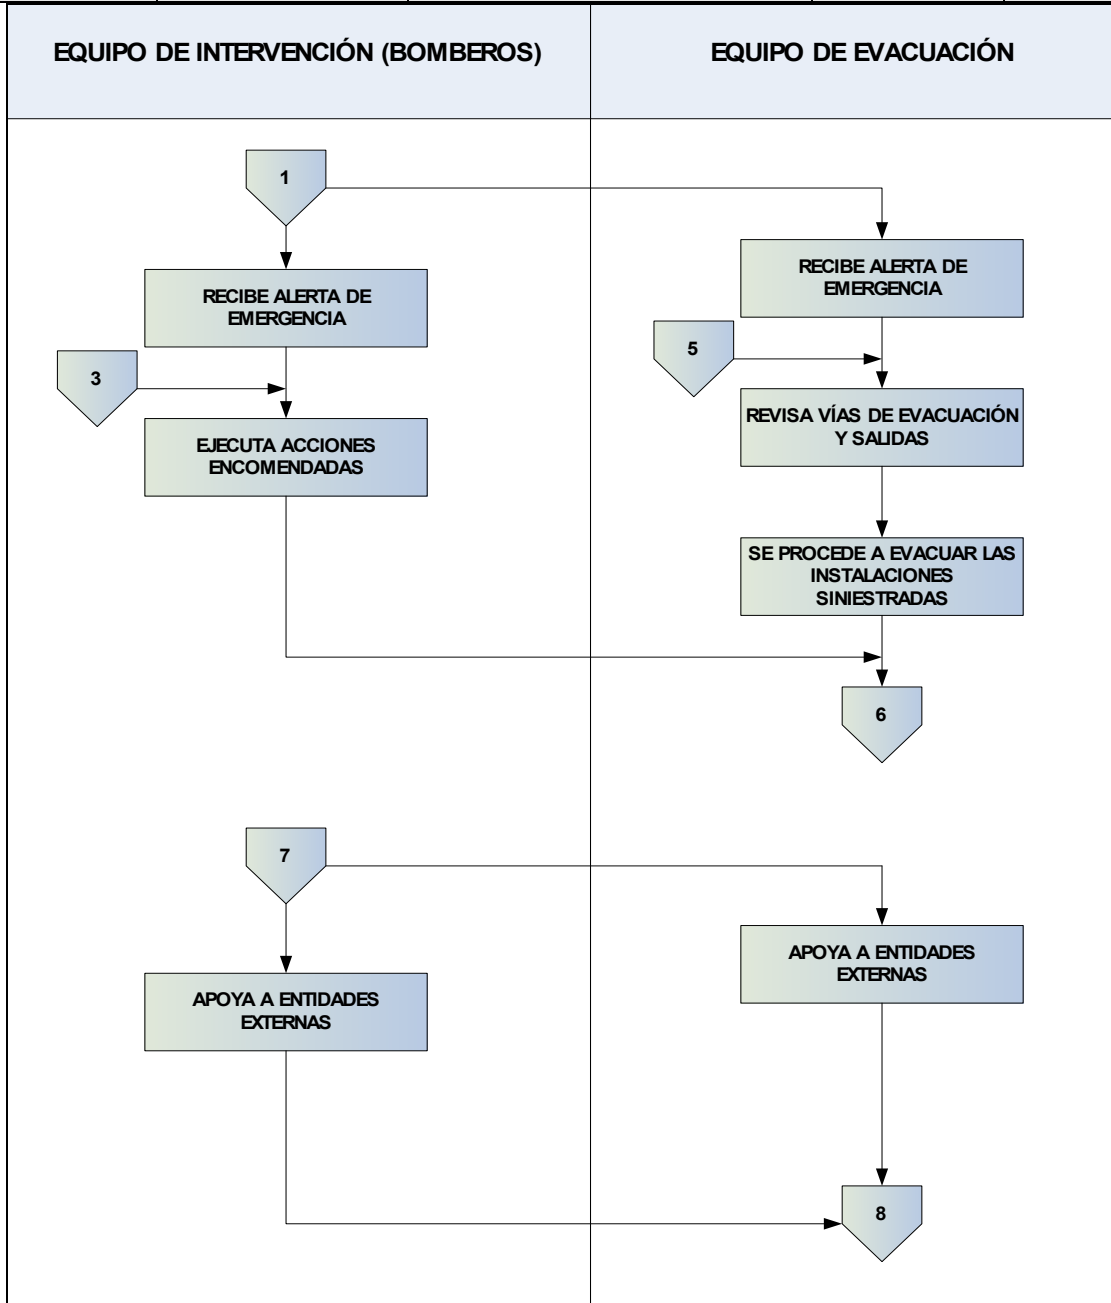 EQUIPO DE INTERVENCIÓN (BOMBEROS)
EQUIPO DE EVACUACIÓN
1
RECIBE ALERTA DE
EMERGENCIA
RECIBE ALERTA DE
EMERGENCIA
3
5
EJECUTA ACCIONES
ENCOMENDADAS
REVISA VÍAS DE EVACUACIÓN
Y SALIDAS
SE PROCEDE A EVACUAR LAS
INSTALACIONES
SINIESTRADAS
6
7
APOYA A ENTIDADES
EXTERNAS
APOYA A ENTIDADES
EXTERNAS
8